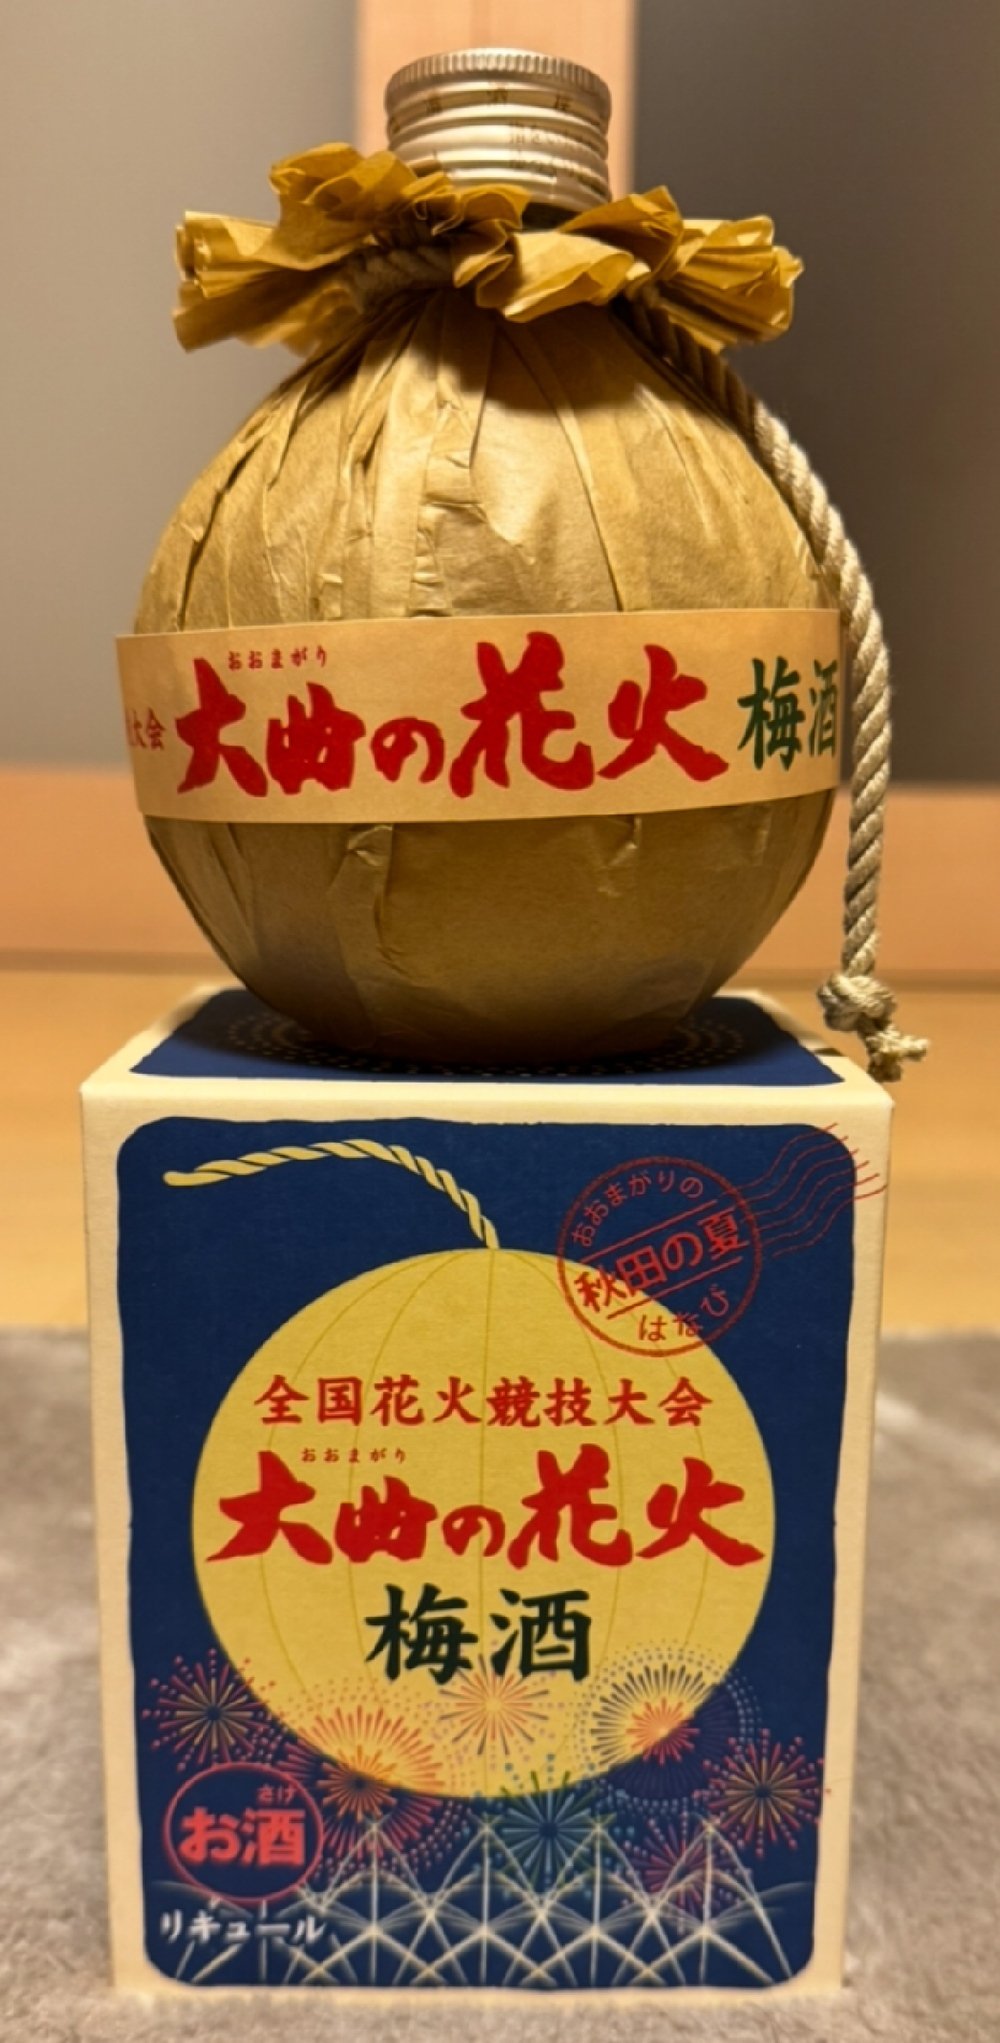 おおまがり
大会 大曲の花火 梅酒
おおまがりの
秋田の夏
はなび
全国花火競技大会
おおまがり
大曲の花火
梅酒
さけ
お酒
リキュール